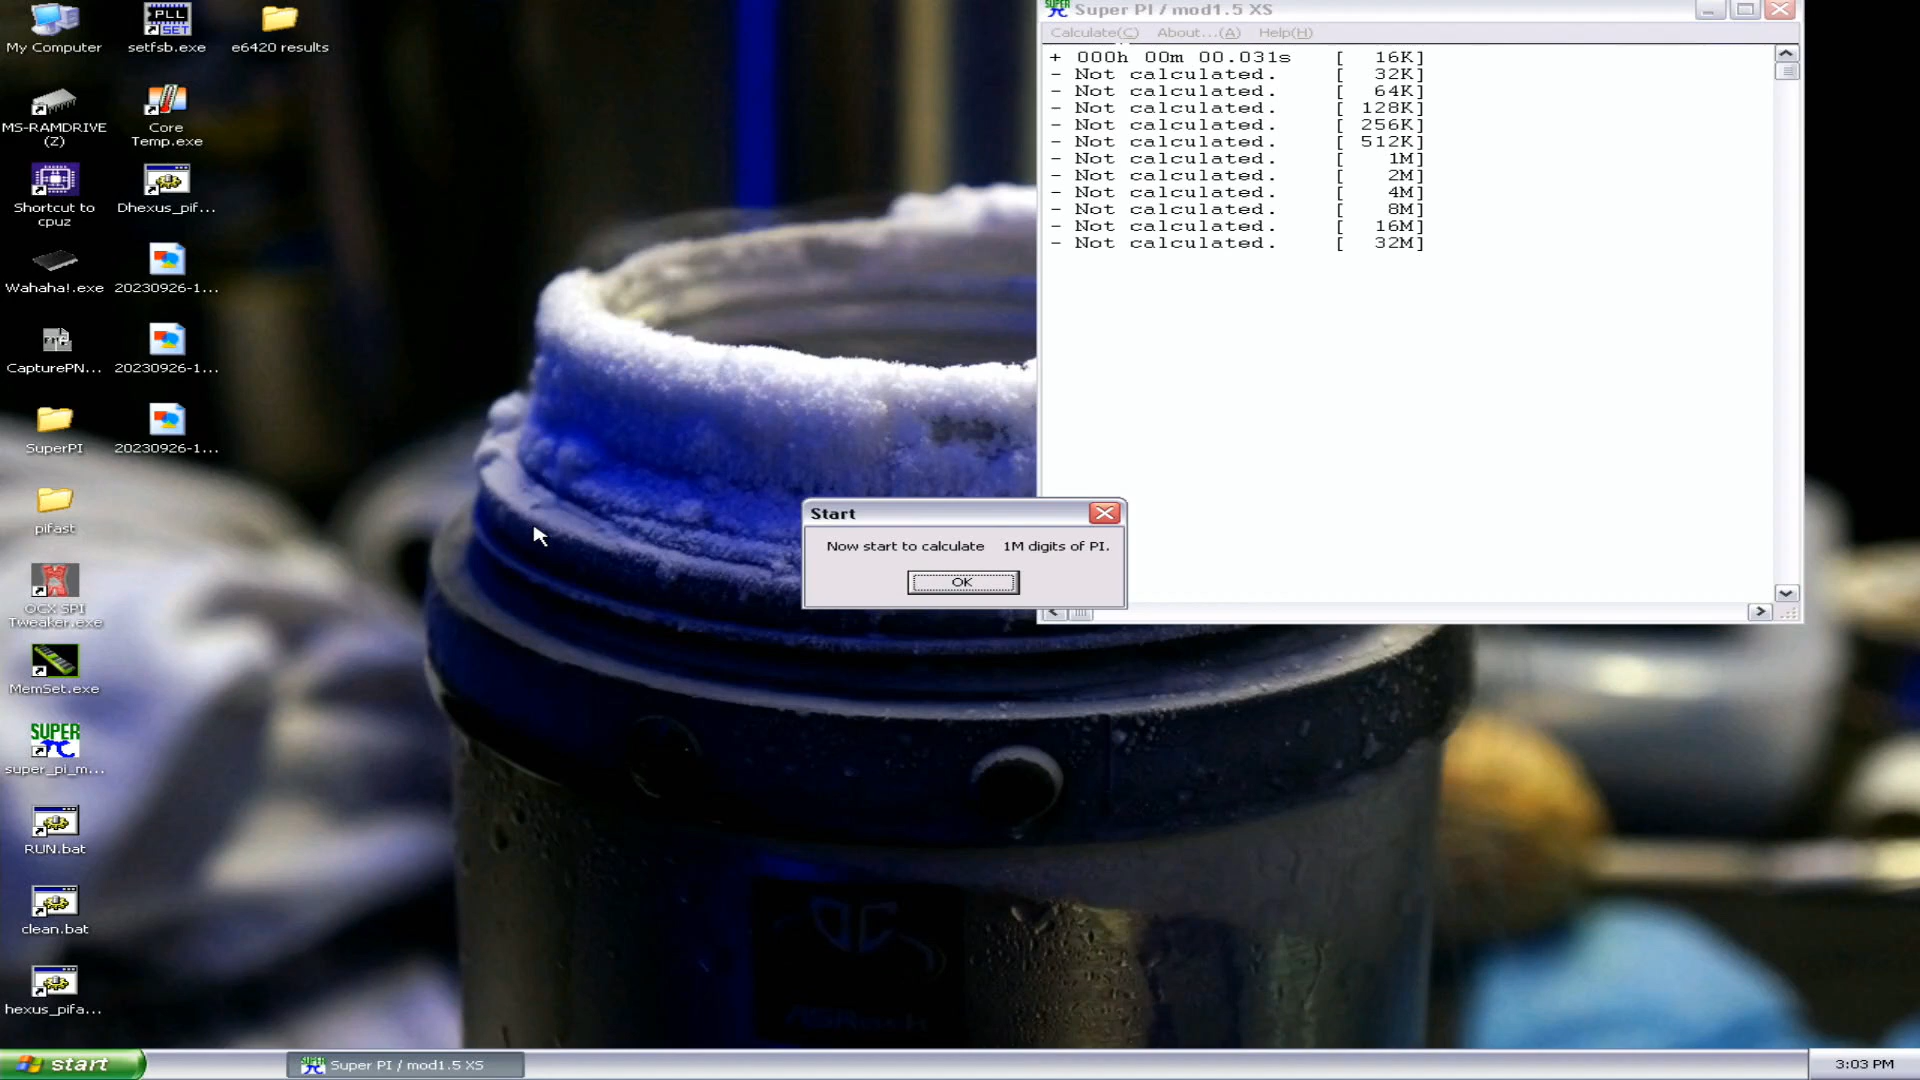 My Computer
setfsb.exe
e6420 results
MS-RAMDRIVE
(Z)
Core
Temp.exe
Shortcut to
cpuz
Dhexus_pif...
Wahaha!.exe
20230926-1...
CapturePN...
20230926-1...
SuperPI
20230926-1...
pifast
OCX SPI
Tweaker.exe
MemSet.exe
SUPER
super_pi_m...
RUN.bat
clean.bat
hexus_pifa...
PLL
SET
Super PI / mod1.5 XS
Calculate(C) About...(A) Help(H)
+ 000h 00m 00.031s [ 16K]
- Not calculated. [ 32K]
- Not calculated. [ 64K]
- Not calculated. [ 128K]
- Not calculated. [ 256K]
- Not calculated. [ 512K]
- Not calculated. [ 1M]
- Not calculated. [ 2M]
- Not calculated. [ 4M]
- Not calculated. [ 8M]
- Not calculated. [ 16M]
- Not calculated. [ 32M]
Start
Now start to calculate 1M digits of PI.
OK
ASRock
start
Super PI / mod1.5 XS
3:03 PM